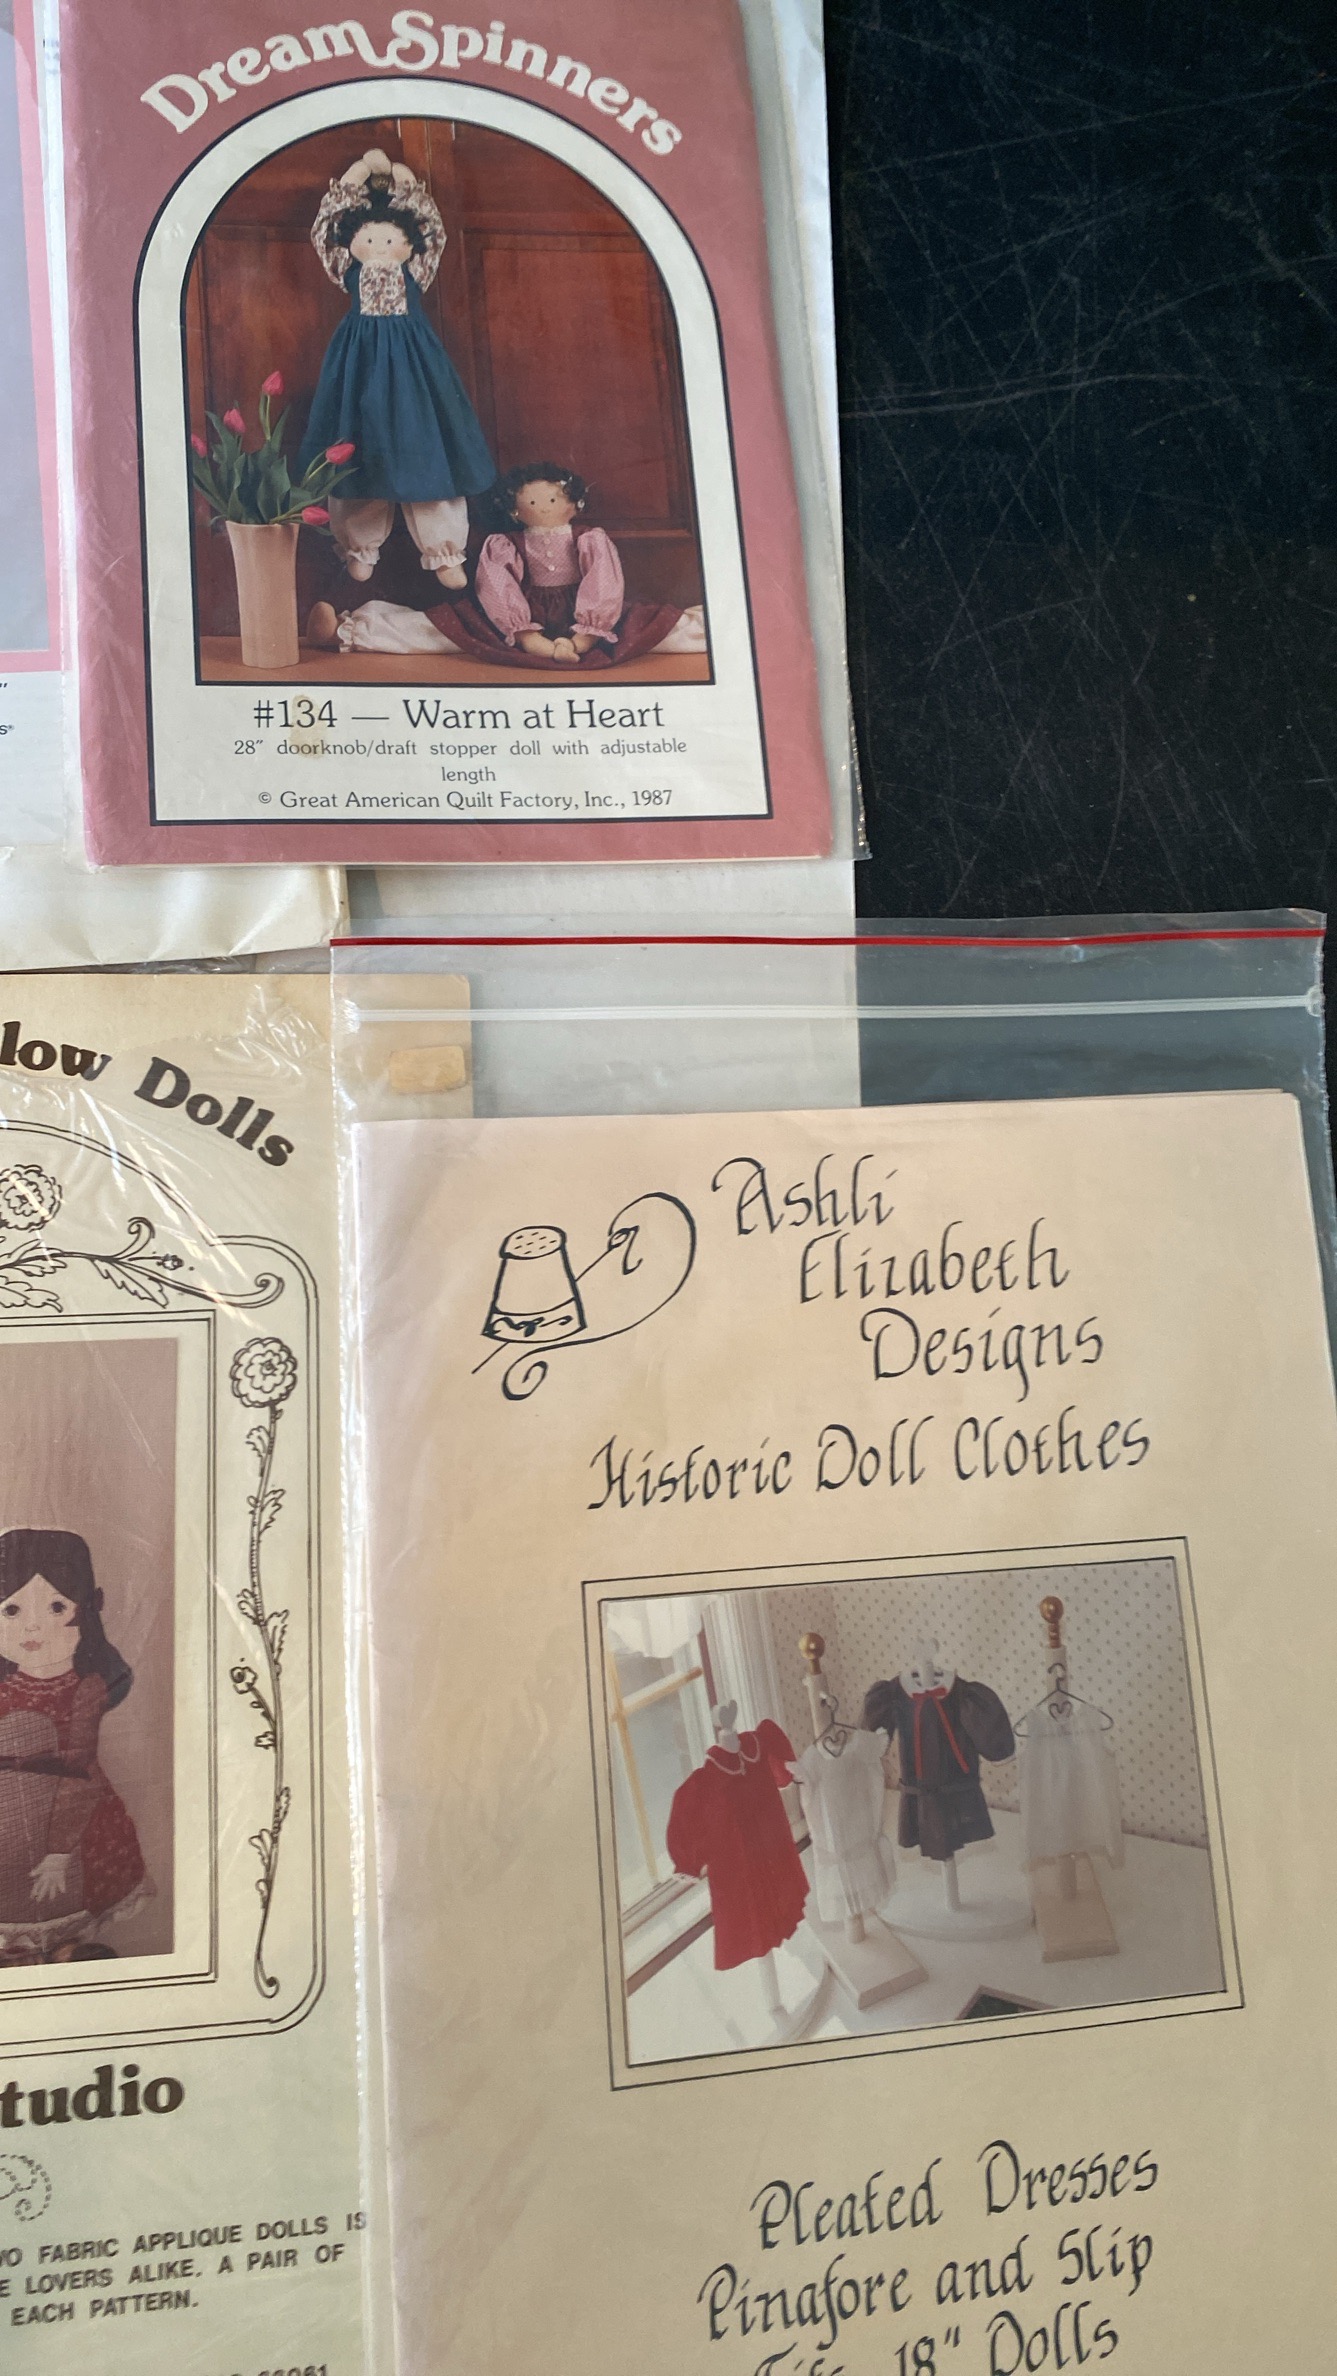 Dream Spinners
#134 — Warm at Heart
28″ doorknob/draft stopper doll with adjustable
length
© Great American Quilt Factory, Inc., 1987
low Dolls
tudio
WO FABRIC APPLIQUE DOLLS IS
E LOVERS ALIKE. A PAIR OF
EACH PATTERN.
Ashli
Elizabeth
Designs
Historic Doll Clothes
Pleated Dresses
Pinafore and Slip
Fits 18" Dolls